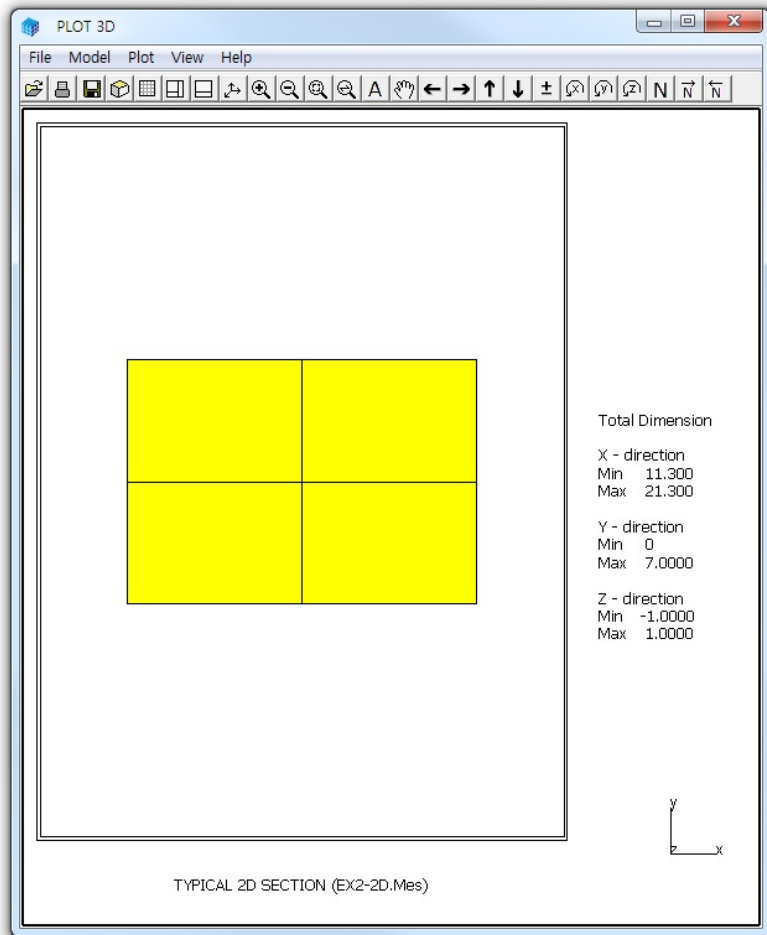 PLOT 3D
File Model Plot View Help
A ± x y z N N N
Total Dimension
X - direction
Min 11.300
Max 21.300
Y - direction
Min 0
Max 7.0000
Z - direction
Min -1.0000
Max 1.0000
y
z x
TYPICAL 2D SECTION (EX2-2D.Mes)